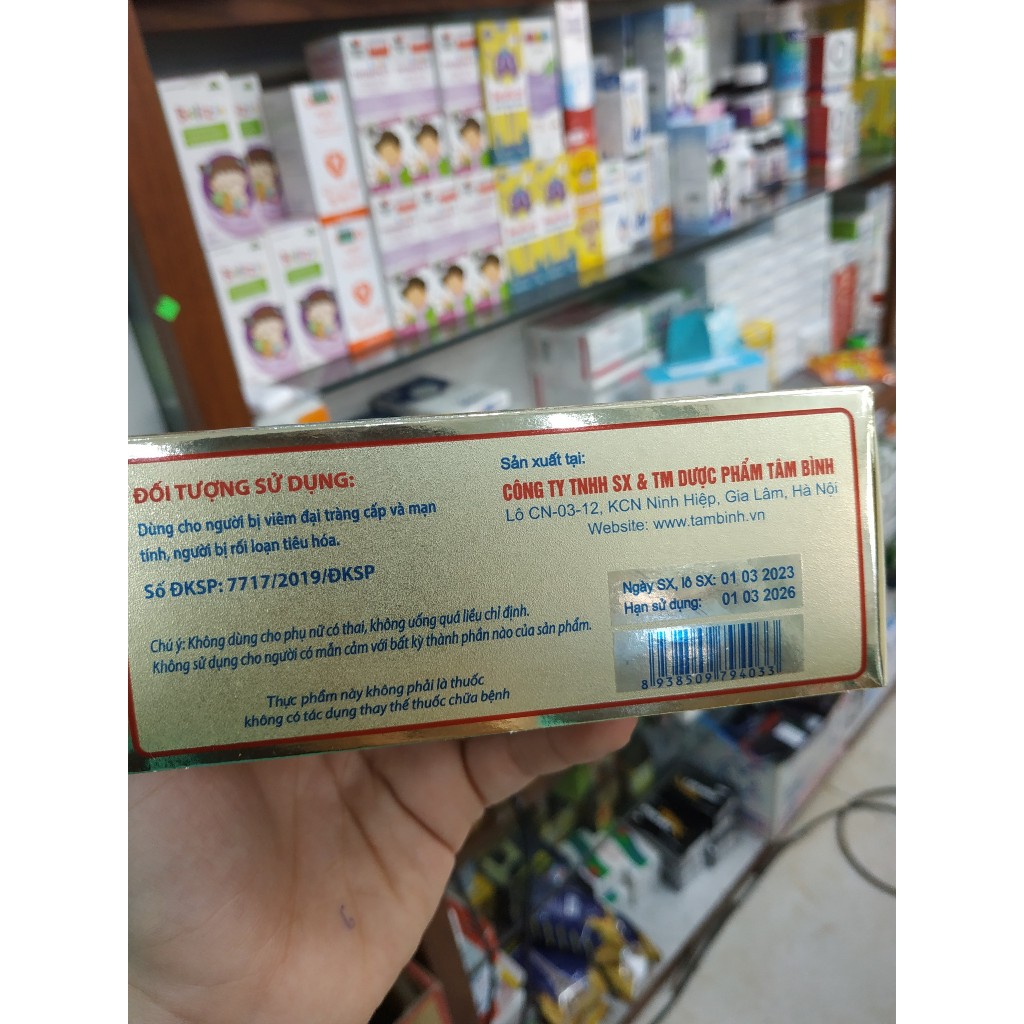 ĐỐI TƯỢNG SỬ DỤNG:
Dùng cho người bị viêm đại tràng cấp và mạn
tính, người bị rối loạn tiêu hóa.
Số ĐKSP: 7717/2019/ĐKSP
Chú ý: Không dùng cho phụ nữ có thai, không uống quá liều chỉ định.
Không sử dụng cho người có mẫn cảm với bất kỳ thành phần nào của sản phẩm.
Thực phẩm này không phải là thuốc
không có tác dụng thay thế thuốc chữa bệnh
Sản xuất tại:
CÔNG TY TNHH SX & TM DƯỢC PHẨM TÂM BÌNH
Lô CN-03-12, KCN Ninh Hiệp, Gia Lâm, Hà Nội
Website: www.tambinh.vn
Ngày SX, lô SX: 01 03 2023
Hạn sử dụng: 01 03 2026
8 938509 794033